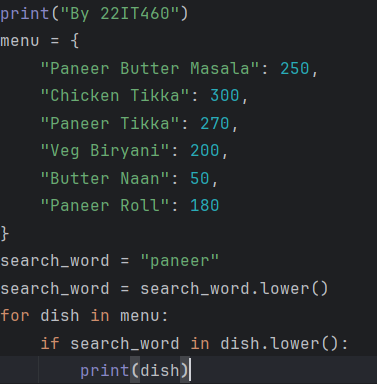 print("By 22IT460")
menu = {
    "Paneer Butter Masala": 250,
    "Chicken Tikka": 300,
    "Paneer Tikka": 270,
    "Veg Biryani": 200,
    "Butter Naan": 50,
    "Paneer Roll": 180
}
search_word = "paneer"
search_word = search_word.lower()
for dish in menu:
    if search_word in dish.lower():
        print(dish)